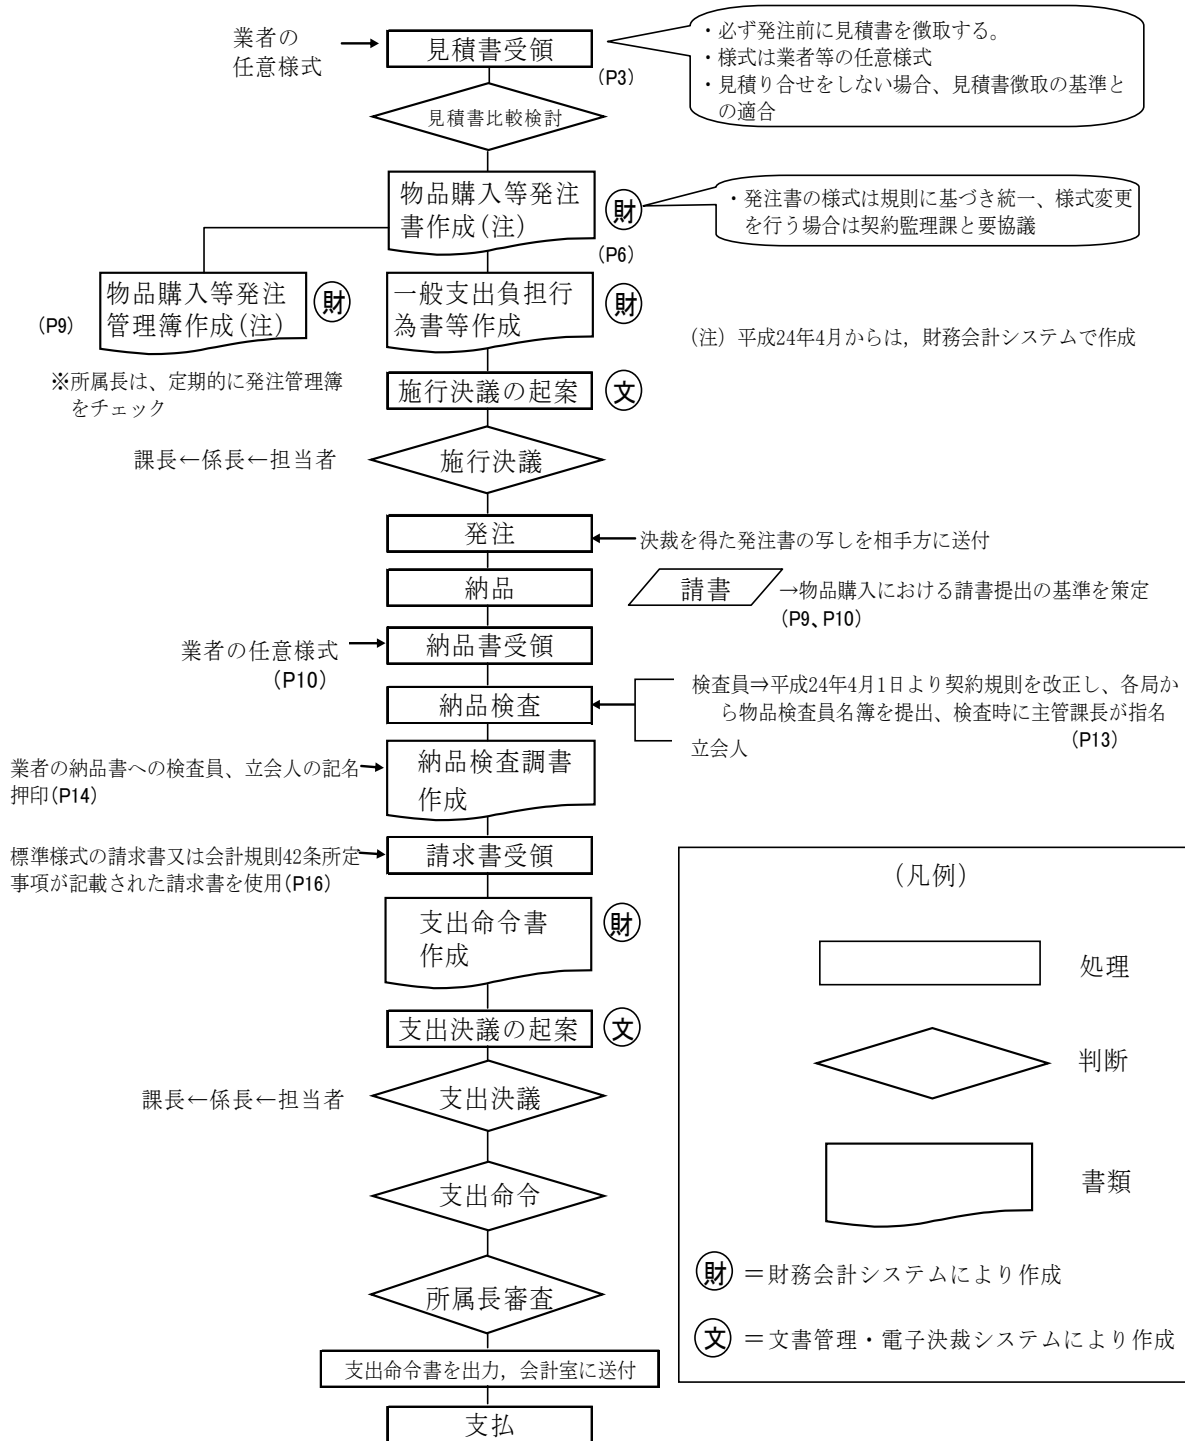 業者の
任意様式
見積書受領
(P3)
・必ず発注前に見積書を徴取する。
・様式は業者等の任意様式
・見積り合せをしない場合、見積書徴取の基準と
の適合
見積書比較検討
物品購入等発注
書作成(注)
財
(P6)
・発注書の様式は規則に基づき統一、様式変更
を行う場合は契約監理課と要協議
物品購入等発注
管理簿作成(注)
財
(P9)
一般支出負担行
為書等作成
財
(注) 平成24年4月からは，財務会計システムで作成
※所属長は、定期的に発注管理簿
をチェック
施行決議の起案
文
課長←係長←担当者
施行決議
発注
決裁を得た発注書の写しを相手方に送付
納品
請書
→物品購入における請書提出の基準を策定
(P9、P10)
業者の任意様式
(P10)
納品書受領
納品検査
検査員⇒平成24年4月1日より契約規則を改正し、各局か
ら物品検査員名簿を提出、検査時に主管課長が指名
(P13)
立会人
業者の納品書への検査員、立会人の記名
押印(P14)
納品検査調書
作成
標準様式の請求書又は会計規則42条所定
事項が記載された請求書を使用(P16)
請求書受領
支出命令書
作成
財
支出決議の起案
文
課長←係長←担当者
支出決議
支出命令
所属長審査
支出命令書を出力，会計室に送付
支払
(凡例)
処理
判断
書類
財 ＝財務会計システムにより作成
文 ＝文書管理・電子決裁システムにより作成